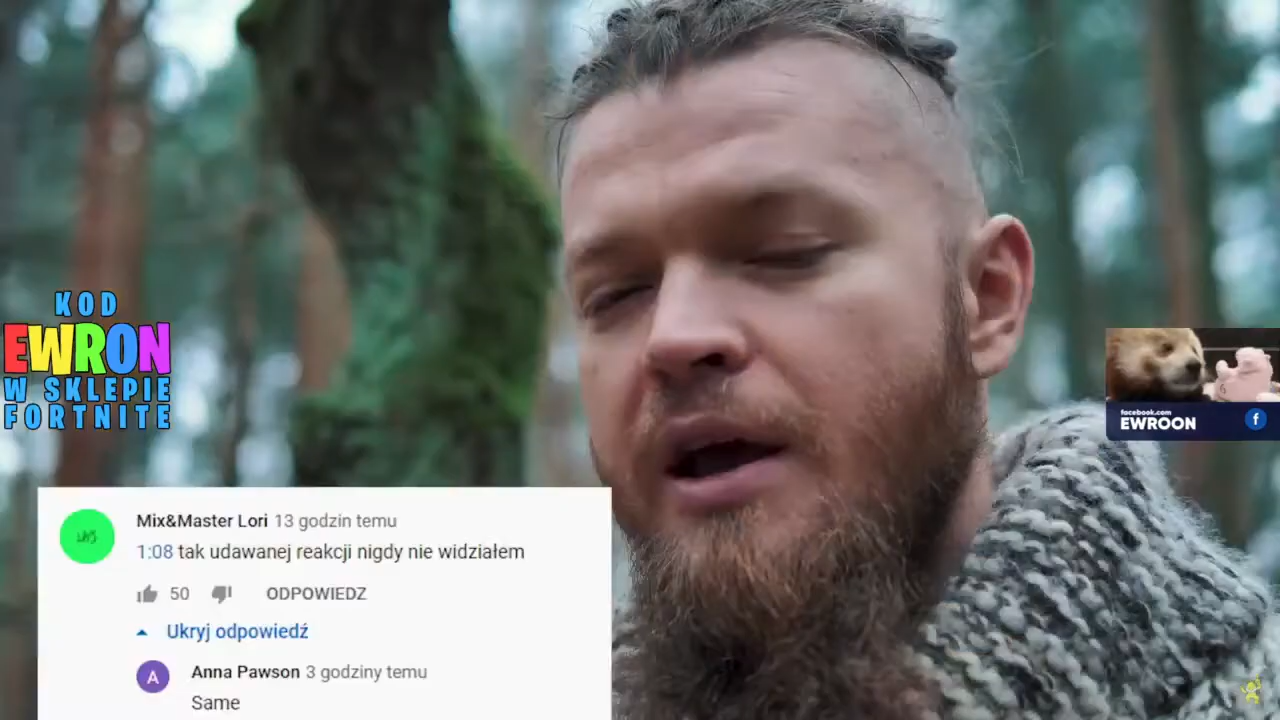 KOD
EWRON
W SKLEPIE
FORTNITE
facebook.com
EWROON
f
Mix&Master Lori 13 godzin temu
1:08 tak udawanej reakcji nigdy nie widziałem
50 ODPOWIEDZ
Ukryj odpowiedź
A
Anna Pawson 3 godziny temu
Same